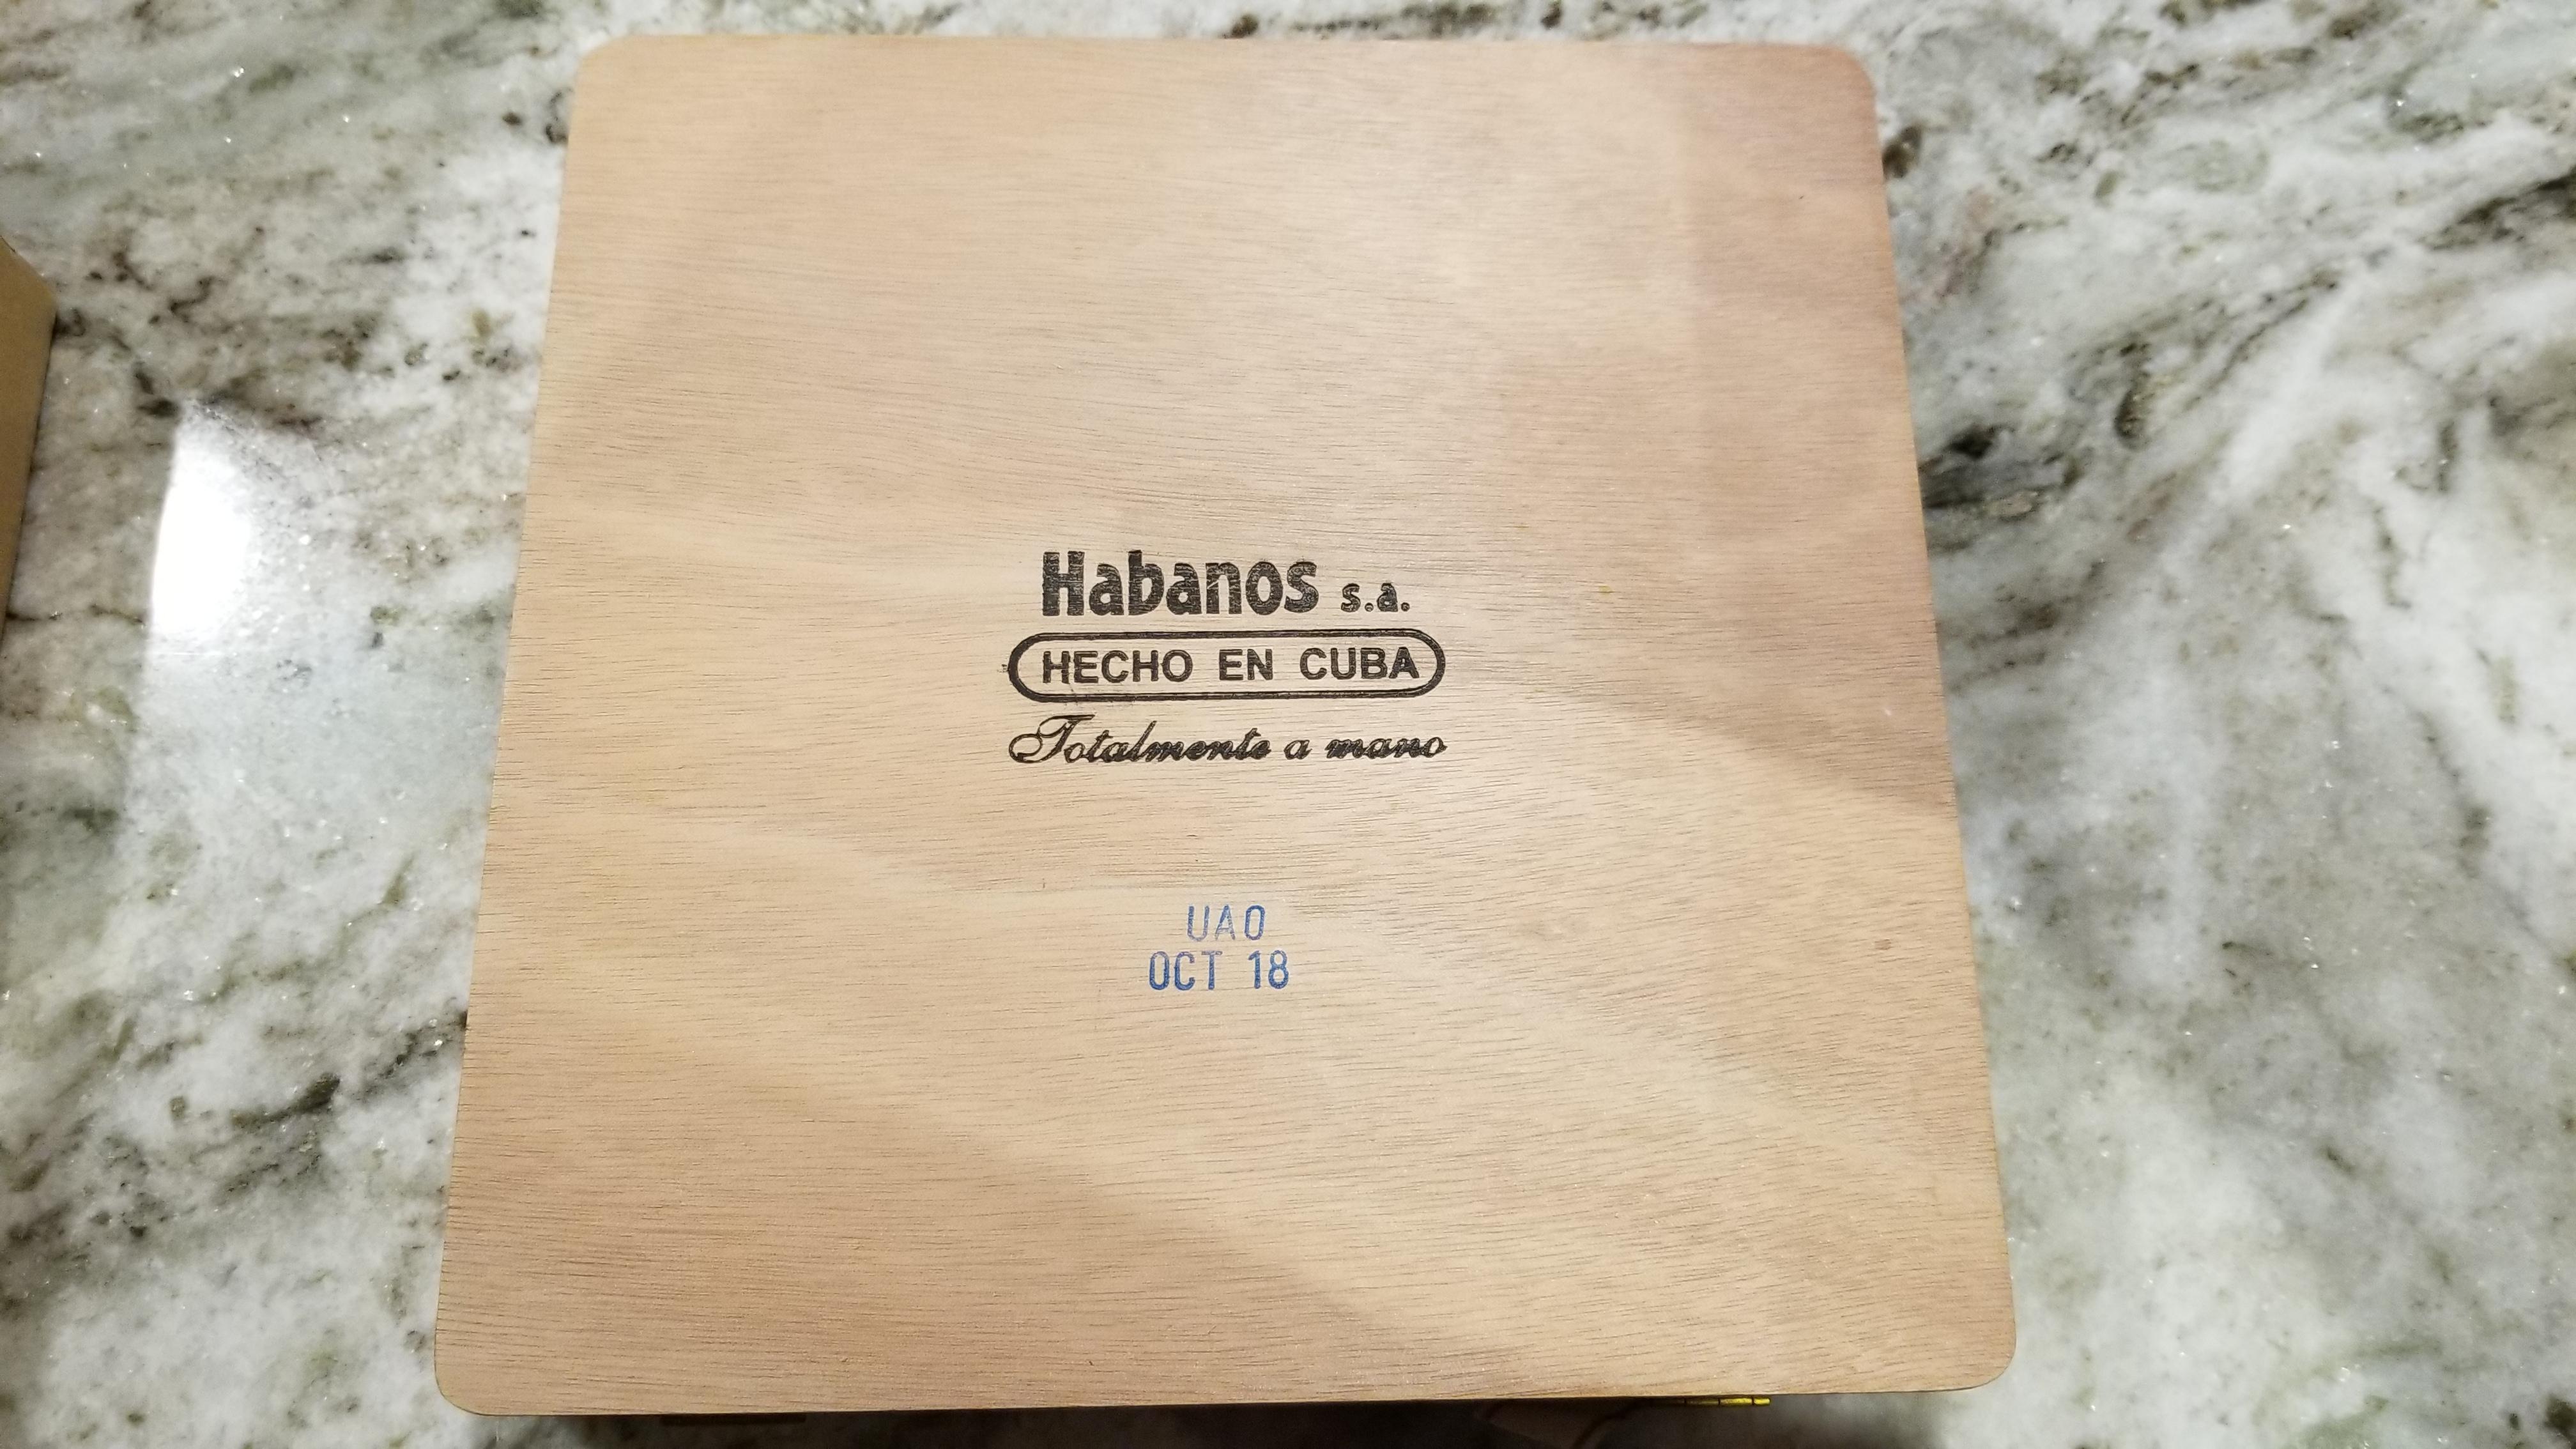 Habanos s.a.
HECHO EN CUBA
Totalmente a mano
UAO
OCT 18